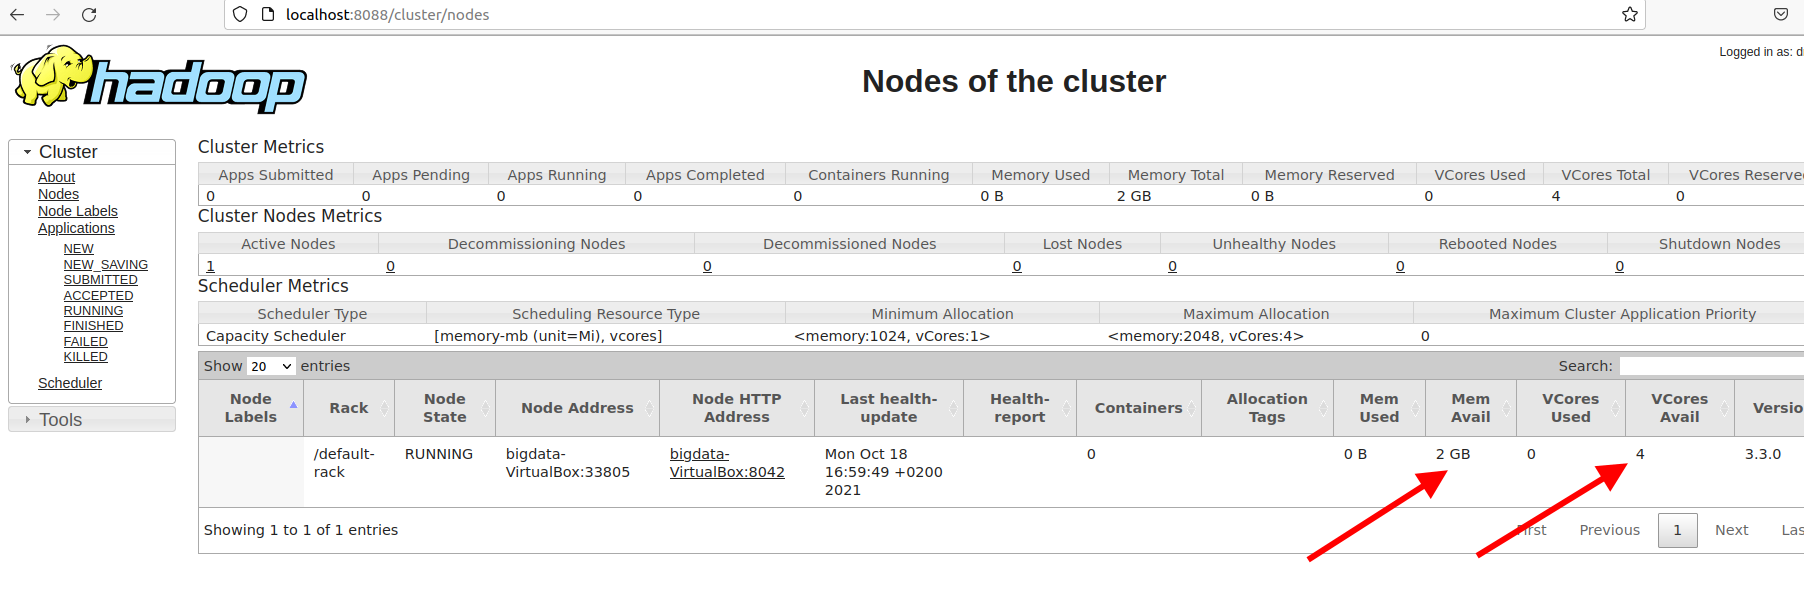 localhost:8088/cluster/nodes
Logged in as:
hadoop
Nodes of the cluster
Cluster
About
Nodes
Node Labels
Applications
NEW
NEW_SAVING
SUBMITTED
ACCEPTED
RUNNING
FINISHED
FAILED
KILLED
Scheduler
Tools
Cluster Metrics
Apps Submitted Apps Pending Apps Running Apps Completed Containers Running Memory Used Memory Total Memory Reserved VCores Used VCores Total VCores Reserved
0 0 0 0 0 0 B 2 GB 0 B 0 4 0
Cluster Nodes Metrics
Active Nodes Decommissioning Nodes Decommissioned Nodes Lost Nodes Unhealthy Nodes Rebooted Nodes Shutdown Nodes
1 0 0 0 0 0 0
Scheduler Metrics
Scheduler Type Scheduling Resource Type Minimum Allocation Maximum Allocation Maximum Cluster Application Priority
Capacity Scheduler [memory-mb (unit=Mi), vcores] <memory:1024, vCores:1> <memory:2048, vCores:4> 0
Show 20 entries Search:
Node Labels Rack Node State Node Address Node HTTP Address Last health-update Health-report Containers Allocation Tags Mem Used Mem Avail VCores Used VCores Avail Versio
/default-rack RUNNING bigdata-VirtualBox:33805 bigdata-VirtualBox:8042 Mon Oct 18 16:59:49 +0200 2021 0 0 B 2 GB 0 4 3.3.0
Showing 1 to 1 of 1 entries First Previous 1 Next Las